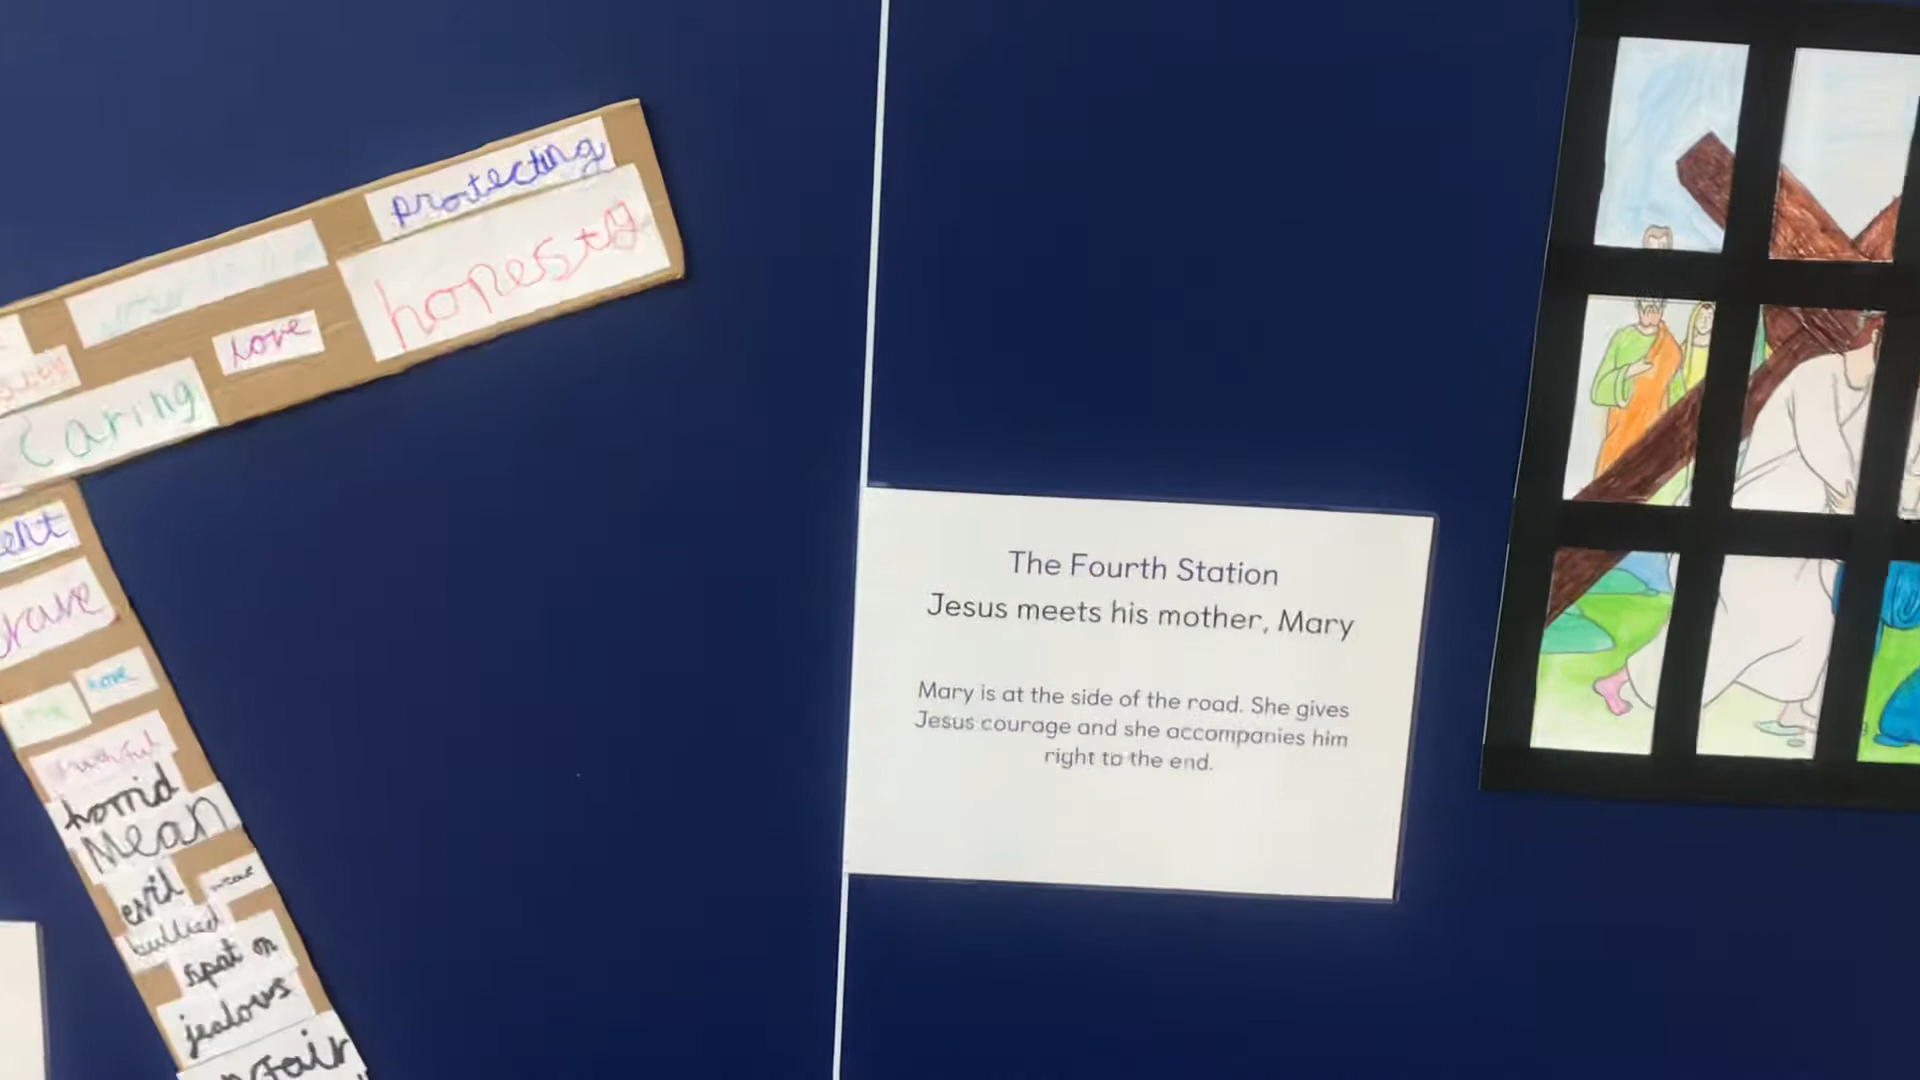 protecting
honesty
Love
Caring
horrid
Mean
evil
bullied
spat on
jealous
The Fourth Station
Jesus meets his mother, Mary
Mary is at the side of the road. She gives
Jesus courage and she accompanies him
right to the end.